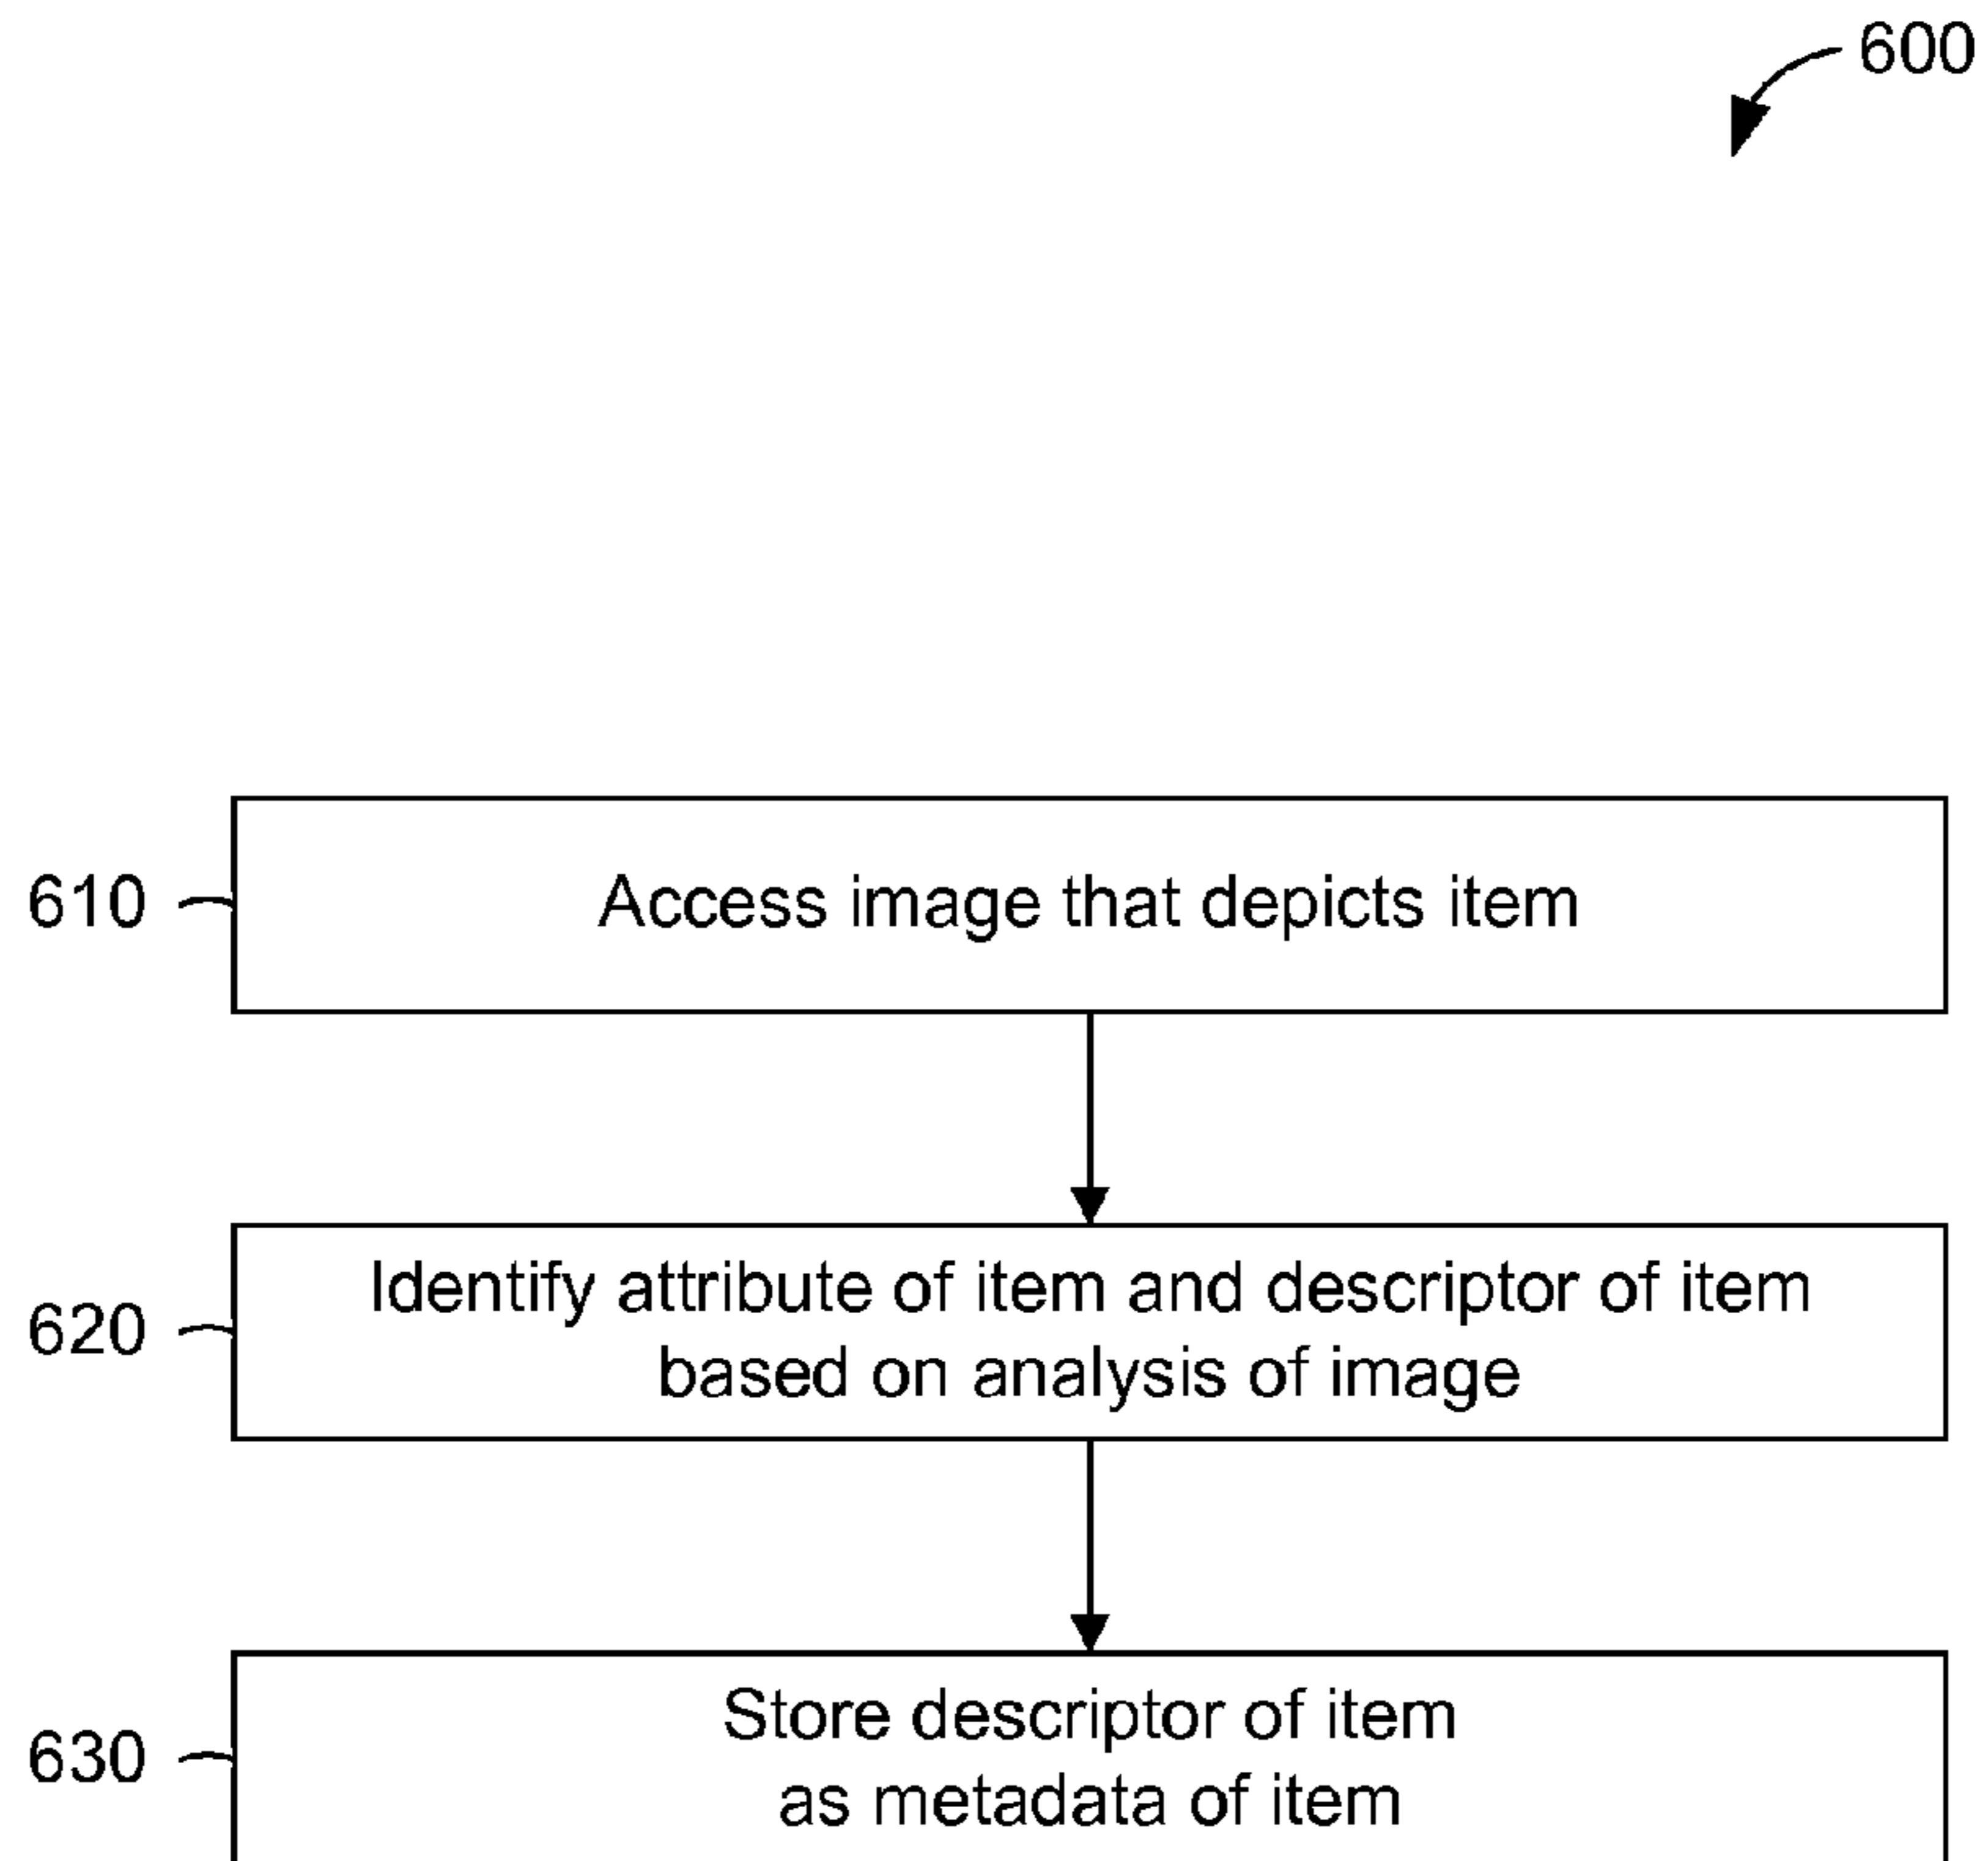 600
610
Access image that depicts item
620
Identify attribute of item and descriptor of item
based on analysis of image
630
Store descriptor of item
as metadata of item